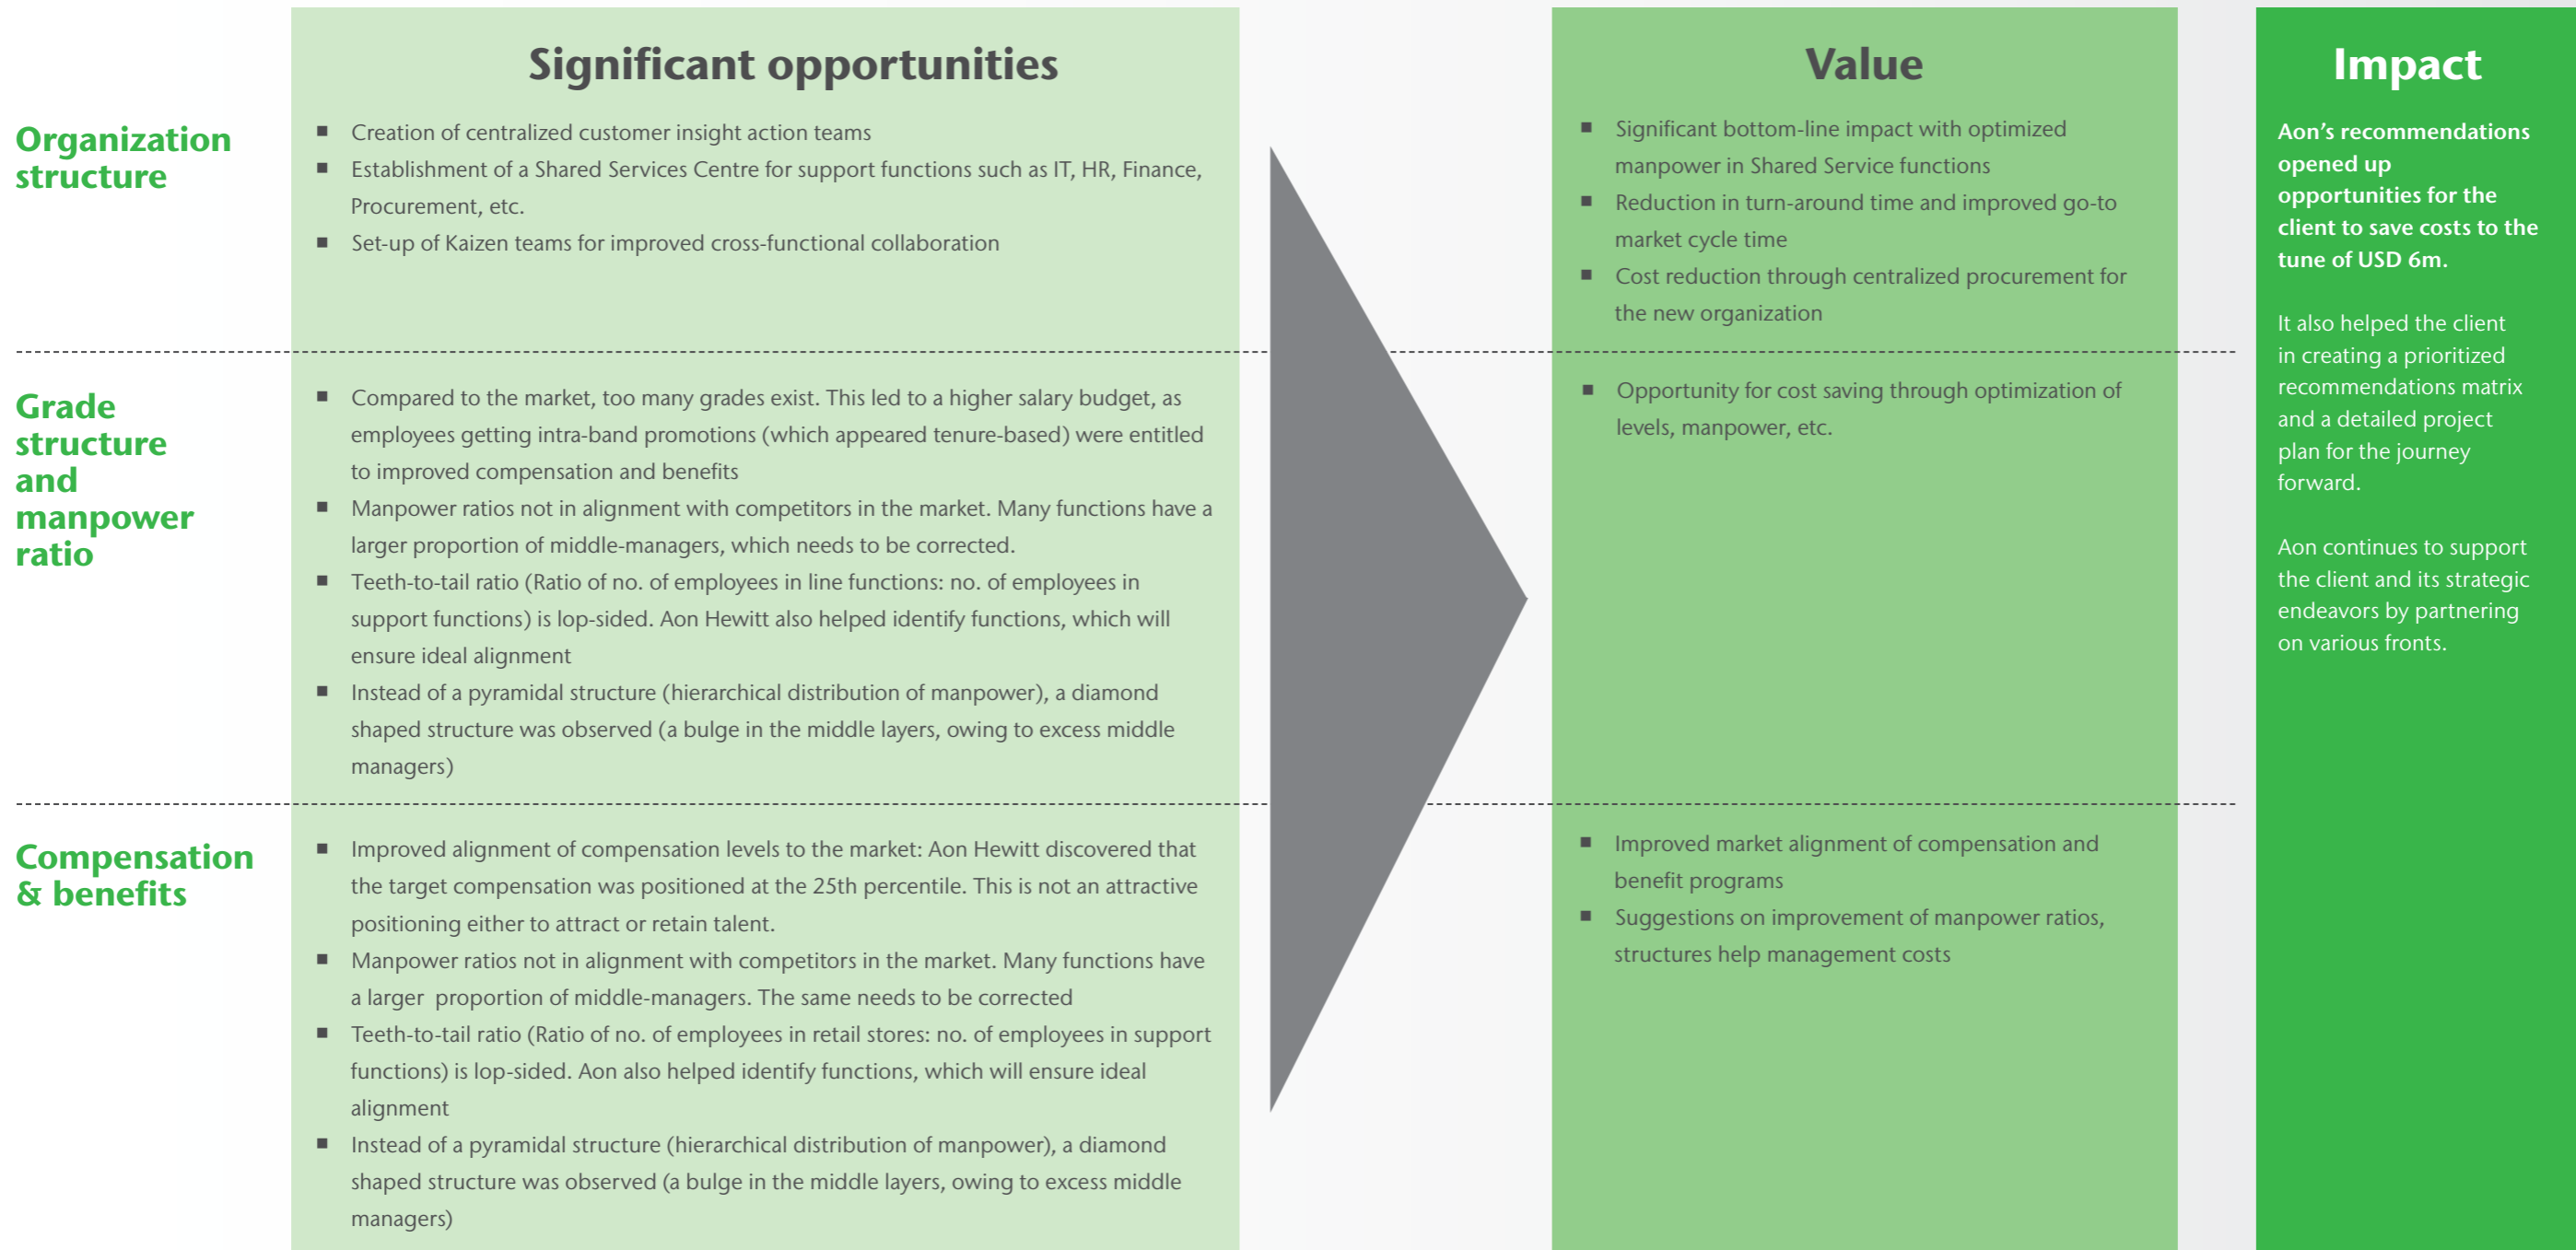 Significant opportunities
Value
Impact
Organization
structure
■ Creation of centralized customer insight action teams
■ Establishment of a Shared Services Centre for support functions such as IT, HR, Finance,
Procurement, etc.
■ Set-up of Kaizen teams for improved cross-functional collaboration
■ Significant bottom-line impact with optimized
manpower in Shared Service functions
■ Reduction in turn-around time and improved go-to
market cycle time
■ Cost reduction through centralized procurement for
the new organization
Grade
structure
and
manpower
ratio
■ Compared to the market, too many grades exist. This led to a higher salary budget, as
employees getting intra-band promotions (which appeared tenure-based) were entitled
to improved compensation and benefits
■ Manpower ratios not in alignment with competitors in the market. Many functions have a
larger proportion of middle-managers, which needs to be corrected.
■ Teeth-to-tail ratio (Ratio of no. of employees in line functions: no. of employees in
support functions) is lop-sided. Aon Hewitt also helped identify functions, which will
ensure ideal alignment
■ Instead of a pyramidal structure (hierarchical distribution of manpower), a diamond
shaped structure was observed (a bulge in the middle layers, owing to excess middle
managers)
■ Opportunity for cost saving through optimization of
levels, manpower, etc.
Compensation
& benefits
■ Improved alignment of compensation levels to the market: Aon Hewitt discovered that
the target compensation was positioned at the 25th percentile. This is not an attractive
positioning either to attract or retain talent.
■ Manpower ratios not in alignment with competitors in the market. Many functions have
a larger proportion of middle-managers. The same needs to be corrected
■ Teeth-to-tail ratio (Ratio of no. of employees in retail stores: no. of employees in support
functions) is lop-sided. Aon also helped identify functions, which will ensure ideal
alignment
■ Instead of a pyramidal structure (hierarchical distribution of manpower), a diamond
shaped structure was observed (a bulge in the middle layers, owing to excess middle
managers)
■ Improved market alignment of compensation and
benefit programs
■ Suggestions on improvement of manpower ratios,
structures help management costs
Aon’s recommendations
opened up
opportunities for the
client to save costs to the
tune of USD 6m.
It also helped the client
in creating a prioritized
recommendations matrix
and a detailed project
plan for the journey
forward.
Aon continues to support
the client and its strategic
endeavors by partnering
on various fronts.